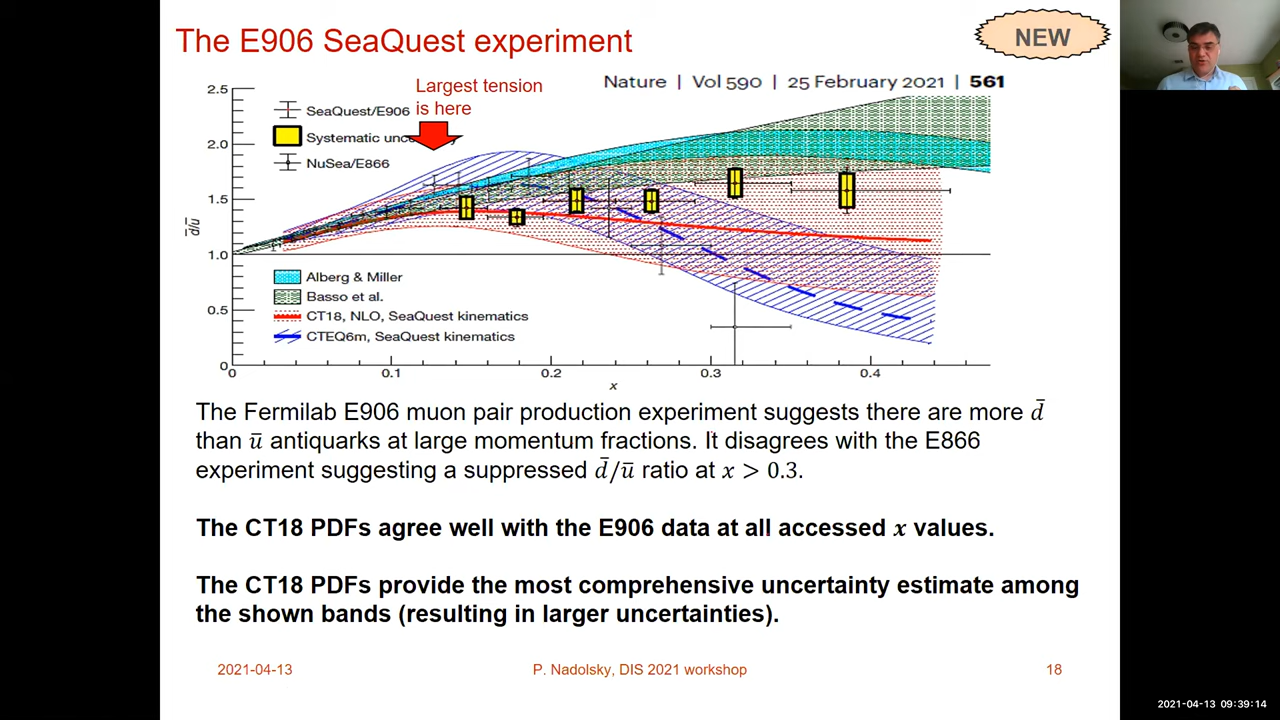 The E906 SeaQuest experiment
NEW
Largest tension
is here
Nature | Vol 590 | 25 February 2021 | 561
2.5
SeaQuest/E906
Systematic unc
y
2.0
NuSea/E866
1.5
d̄/ū
1.0
Alberg & Miller
Basso et al.
0.5
CT18, NLO, SeaQuest kinematics
CTEQ6m, SeaQuest kinematics
0
0 0.1 0.2 0.3 0.4
x
The Fermilab E906 muon pair production experiment suggests there are more d̄
than ū antiquarks at large momentum fractions. It disagrees with the E866
experiment suggesting a suppressed d̄/ū ratio at x > 0.3.
The CT18 PDFs agree well with the E906 data at all accessed x values.
The CT18 PDFs provide the most comprehensive uncertainty estimate among
the shown bands (resulting in larger uncertainties).
2021-04-13 P. Nadolsky, DIS 2021 workshop 18
2021-04-13 09:39:14